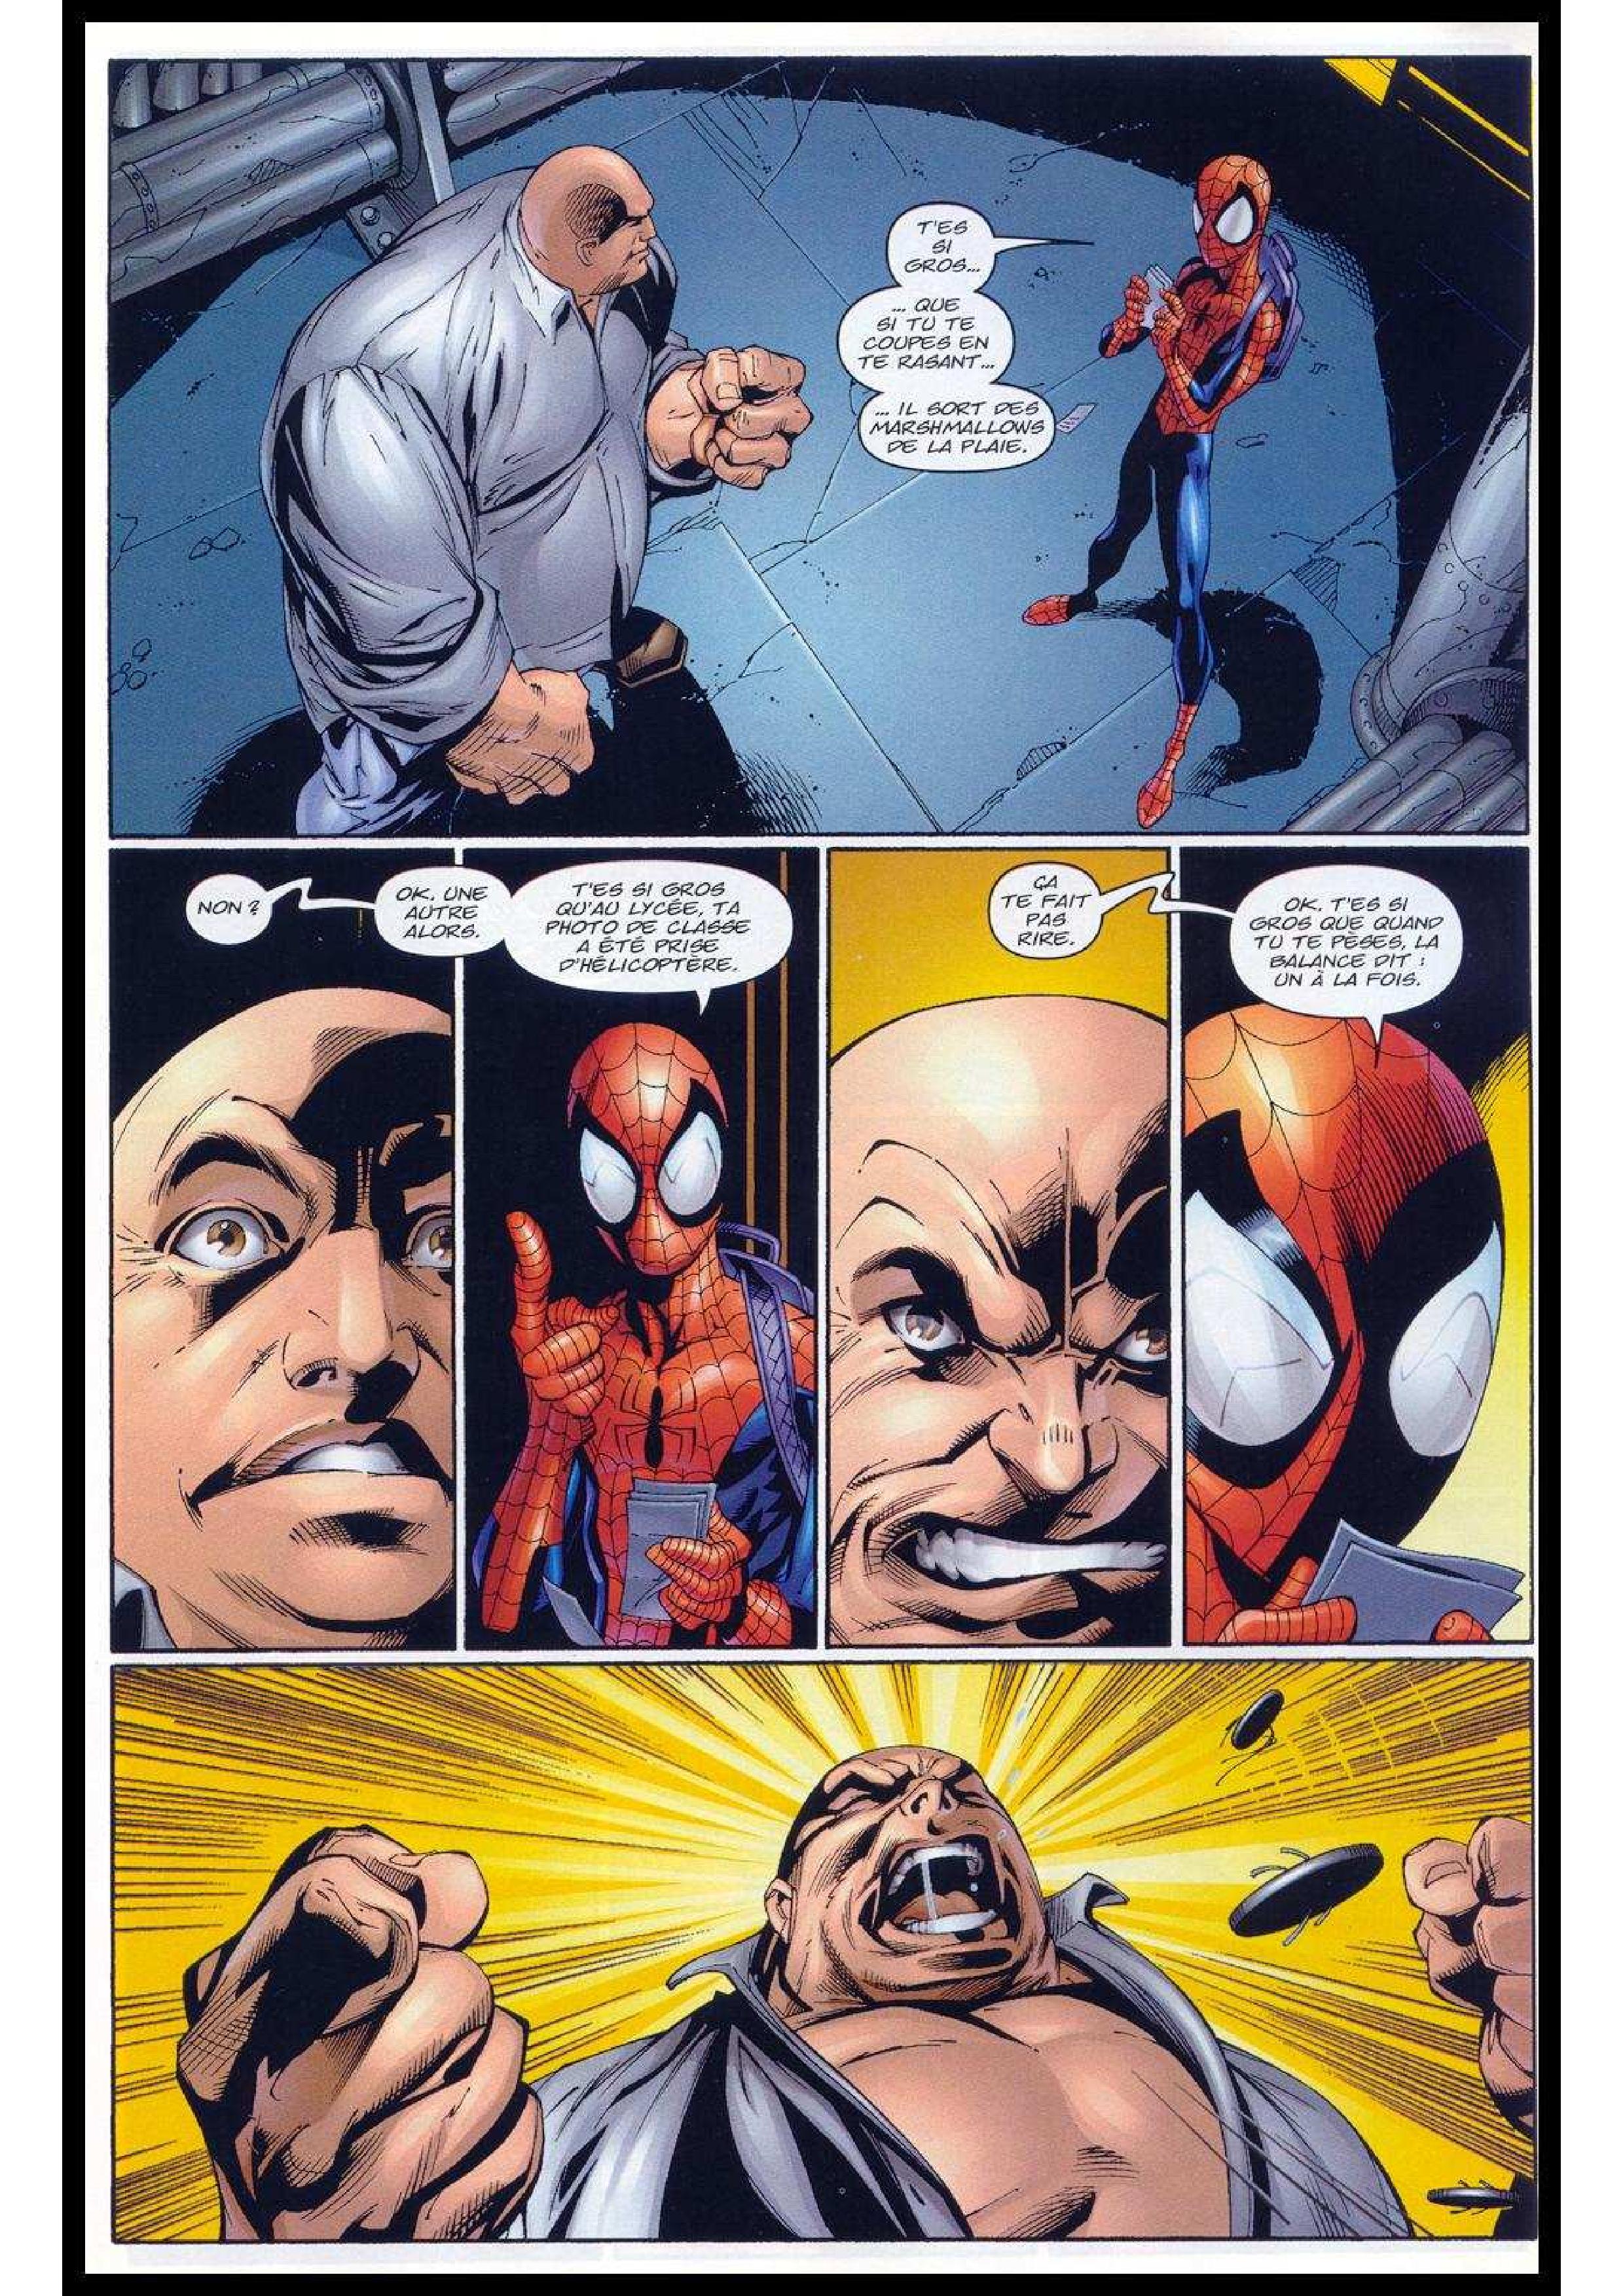 T'ES
SI
GROS...
... QUE
SI TU TE
COUPES EN
TE RASANT...
... IL SORT DES
MARSHMALLOWS
DE LA PLAIE.
NON ?
OK, UNE
AUTRE
ALORS.
T'ES SI GROS
QU'AU LYCÉE, TA
PHOTO DE CLASSE
A ÉTÉ PRISE
D'HÉLICOPTÈRE.
ÇA
TE FAIT
PAS
RIRE.
OK. T'ES SI
GROS QUE QUAND
TU TE PÈSES, LA
BALANCE DIT :
UN À LA FOIS.